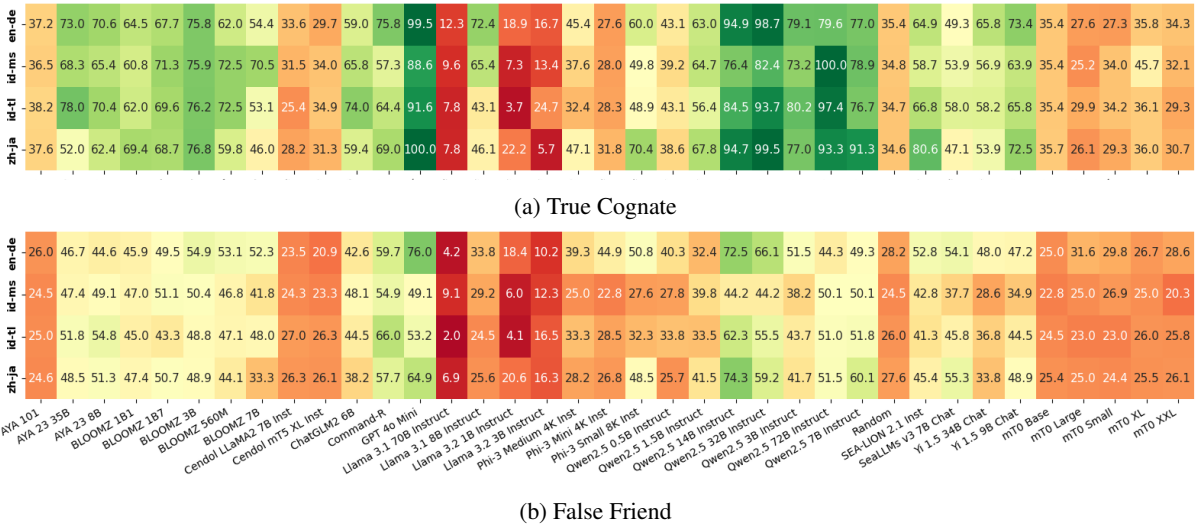 en-de 37.2 73.0 70.6 64.5 67.7 75.8 62.0 54.4 33.6 29.7 59.0 75.8 99.5 12.3 72.4 18.9 16.7 45.4 27.6 60.0 43.1 63.0 94.9 98.7 79.1 79.6 77.0 35.4 64.9 49.3 65.8 73.4 35.4 27.6 27.3 35.8 34.3
id-ms 36.5 68.3 65.4 60.8 71.3 75.9 72.5 70.5 31.5 34.0 65.8 57.3 88.6 9.6 65.4 7.3 13.4 37.6 28.0 49.8 39.2 64.7 76.4 82.4 73.2 100.0 78.9 34.8 58.7 53.9 56.9 63.9 35.4 25.2 34.0 45.7 32.1
id-tl 38.2 78.0 70.4 62.0 69.6 76.2 72.5 53.1 25.4 34.9 74.0 64.4 91.6 7.8 43.1 3.7 24.7 32.4 28.3 48.9 43.1 56.4 84.5 93.7 80.2 97.4 76.7 34.7 66.8 58.0 58.2 65.8 35.4 29.9 34.2 36.1 29.3
zh-ja 37.6 52.0 62.4 69.4 68.7 76.8 59.8 46.0 28.2 31.3 59.4 69.0 100.0 7.8 46.1 22.2 5.7 47.1 31.8 70.4 38.6 67.8 94.7 99.5 77.0 93.3 91.3 34.6 80.6 47.1 53.9 72.5 35.7 26.1 29.3 36.0 30.7
(a) True Cognate
en-de 26.0 46.7 44.6 45.9 49.5 54.9 53.1 52.3 23.5 20.9 42.6 59.7 76.0 4.2 33.8 18.4 10.2 39.3 44.9 50.8 40.3 32.4 72.5 66.1 51.5 44.3 49.3 28.2 52.8 54.1 48.0 47.2 25.0 31.6 29.8 26.7 28.6
id-ms 24.5 47.4 49.1 47.0 51.1 50.4 46.8 41.8 24.3 23.3 48.1 54.9 49.1 9.1 29.2 6.0 12.3 25.0 22.8 27.6 27.8 39.8 44.2 44.2 38.2 50.1 50.1 24.5 42.8 37.7 28.6 34.9 22.8 25.0 26.9 25.0 20.3
id-tl 25.0 51.8 54.8 45.0 43.3 48.8 47.1 48.0 27.0 26.3 44.5 66.0 53.2 2.0 24.5 4.1 16.5 33.3 28.5 32.3 33.8 33.5 62.3 55.5 43.7 51.0 51.8 26.0 41.3 45.8 36.8 44.5 24.5 23.0 23.0 26.0 25.8
zh-ja 24.6 48.5 51.3 47.4 50.7 48.9 44.1 33.3 26.3 26.1 38.2 57.7 64.9 6.9 25.6 20.6 16.3 28.2 26.8 48.5 25.7 41.5 74.3 59.2 41.7 51.5 60.1 27.6 45.4 55.3 33.8 48.9 25.4 25.0 24.4 25.5 26.1
AYA 101
AYA 23 35B
AYA 23 8B
BLOOMZ 1B1
BLOOMZ 1B7
BLOOMZ 3B
BLOOMZ 560M
BLOOMZ 7B
Cendol LLaMA2 7B Inst
Cendol mT5 XL Inst
ChatGLM2 6B
Command-R
GPT 4o Mini
Llama 3.1 70B Instruct
Llama 3.1 8B Instruct
Llama 3.2 1B Instruct
Llama 3.2 3B Instruct
Phi-3 Medium 4K Inst
Phi-3 Mini 4K Inst
Phi-3 Small 8K Inst
Qwen2.5 0.5B Instruct
Qwen2.5 1.5B Instruct
Qwen2.5 14B Instruct
Qwen2.5 32B Instruct
Qwen2.5 3B Instruct
Qwen2.5 72B Instruct
Qwen2.5 7B Instruct
Random
SEA-LION 2.1 Inst
SeaLLMs v3 7B Chat
Yi 1.5 34B Chat
Yi 1.5 9B Chat
mT0 Base
mT0 Large
mT0 Small
mT0 XL
mT0 XXL
(b) False Friend